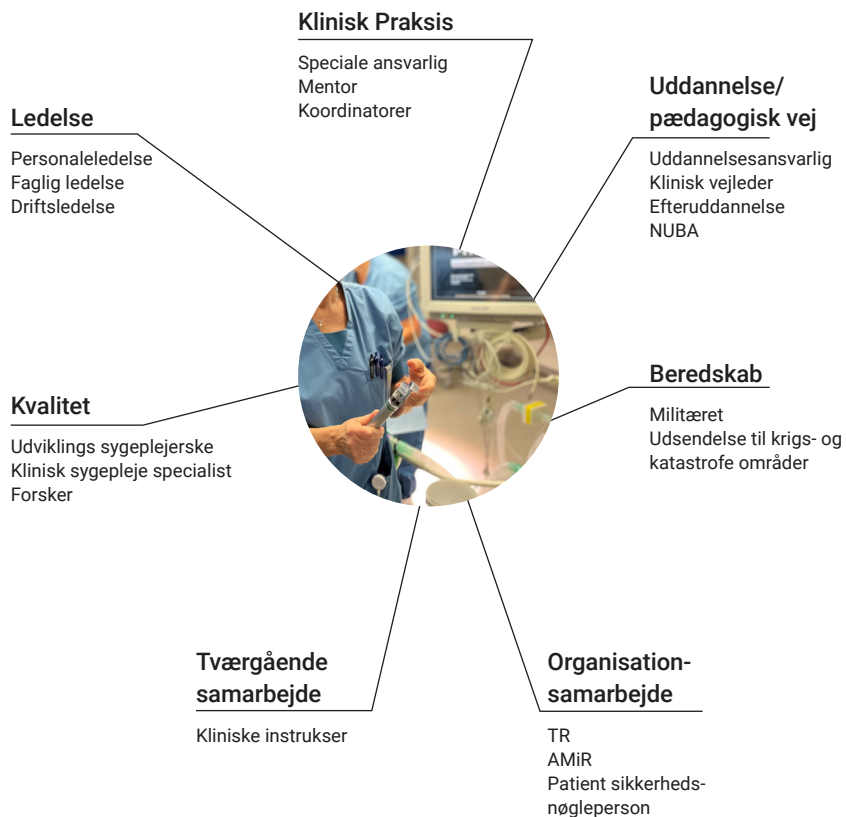 Klinisk Praksis
Speciale ansvarlig
Mentor
Koordinatorer
Uddannelse/
pædagogisk vej
Uddannelsesansvarlig
Klinisk vejleder
Efteruddannelse
NUBA
Ledelse
Personaleledelse
Faglig ledelse
Driftsledelse
Beredskab
Militæret
Udsendelse til krigs- og
katastrofe områder
Kvalitet
Udviklings sygeplejerske
Klinisk sygepleje specialist
Forsker
Tværgående
samarbejde
Kliniske instrukser
Organisation-
samarbejde
TR
AMiR
Patient sikkerheds-
nøgleperson